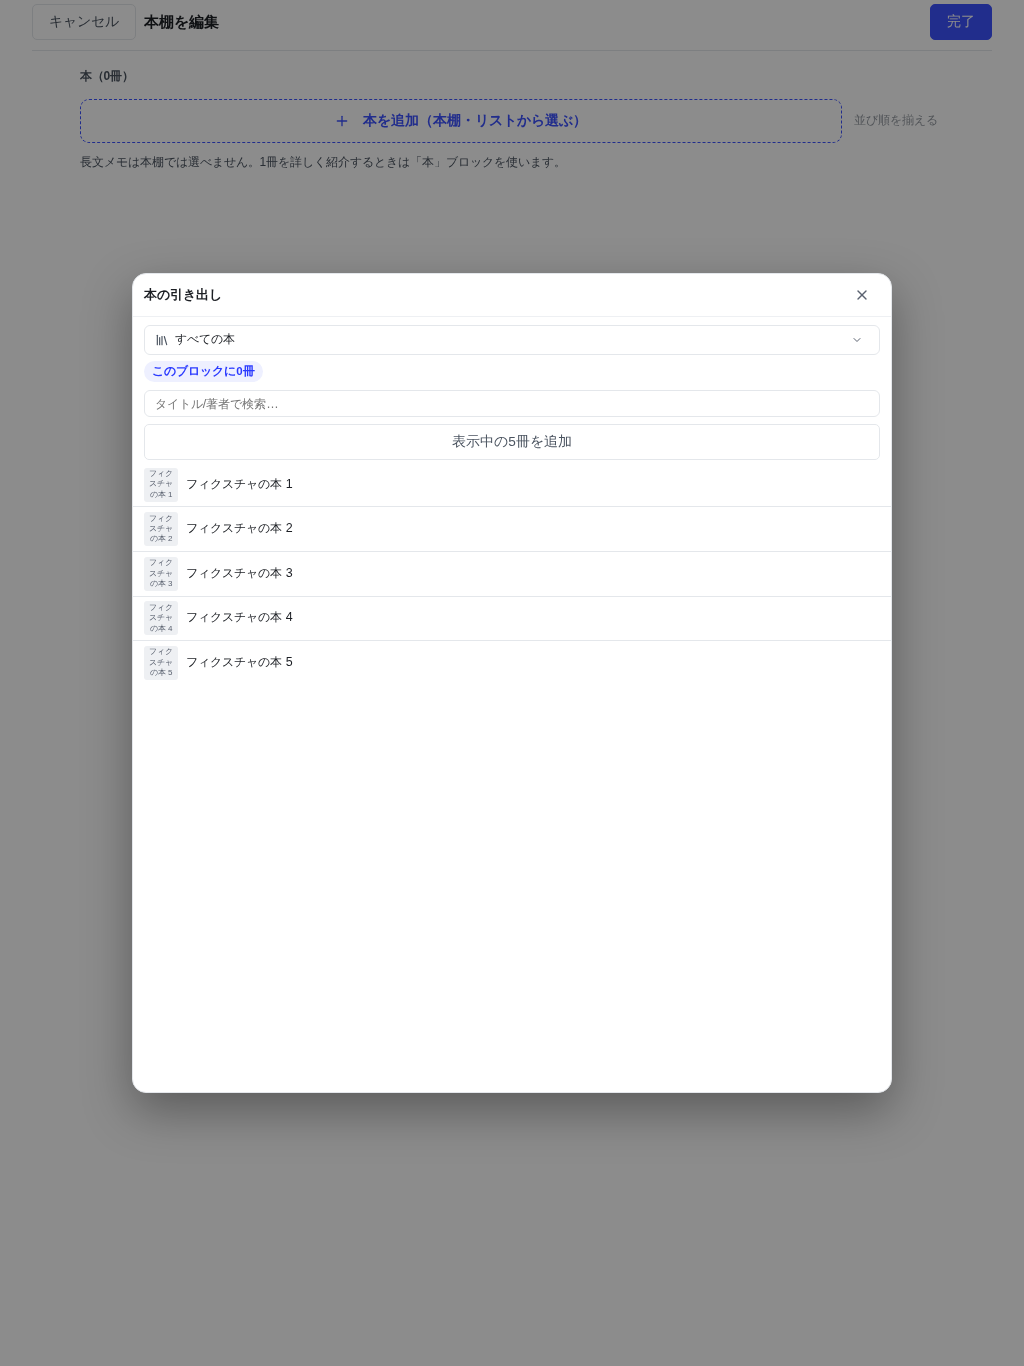 キャンセル 本棚を編集 完了
本（0冊）
＋ 本を追加（本棚・リストから選ぶ） 並び順を揃える
長文メモは本棚では選べません。1冊を詳しく紹介するときは「本」ブロックを使います。
本の引き出し
すべての本
このブロックに0冊
タイトル/著者で検索…
表示中の5冊を追加
フィク
スチャ
の本 1
フィクスチャの本 1
フィク
スチャ
の本 2
フィクスチャの本 2
フィク
スチャ
の本 3
フィクスチャの本 3
フィク
スチャ
の本 4
フィクスチャの本 4
フィク
スチャ
の本 5
フィクスチャの本 5